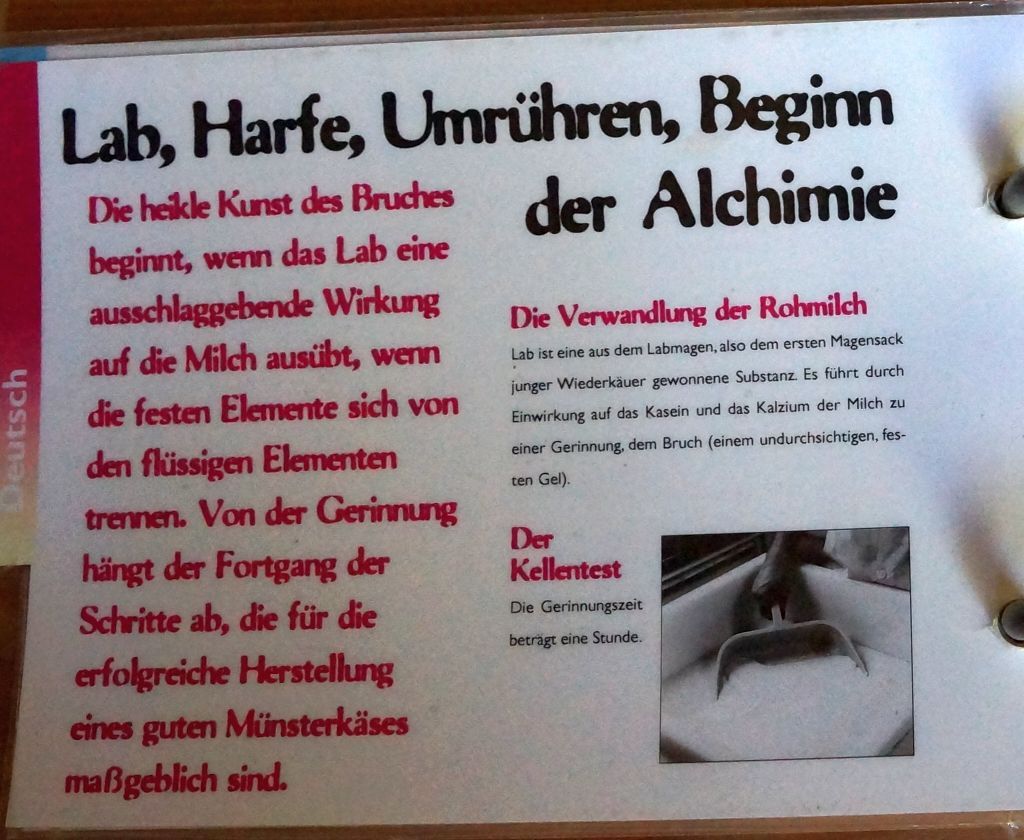 Lab, Harfe, Umrühren, Beginn
der Alchimie
Die heikle Kunst des Bruches
beginnt, wenn das Lab eine
ausschlaggebende Wirkung
auf die Milch ausübt, wenn
die festen Elemente sich von
den flüssigen Elementen
trennen. Von der Gerinnung
hängt der Fortgang der
Schritte ab, die für die
erfolgreiche Herstellung
eines guten Münsterkäses
maßgeblich sind.
Die Verwandlung der Rohmilch
Lab ist eine aus dem Labmagen, also dem ersten Magensack
junger Wiederkäuer gewonnene Substanz. Es führt durch
Einwirkung auf das Kasein und das Kalzium der Milch zu
einer Gerinnung, dem Bruch (einem undurchsichtigen, fes-
ten Gel).
Der
Kellentest
Die Gerinnungszeit
beträgt eine Stunde.
Deutsch